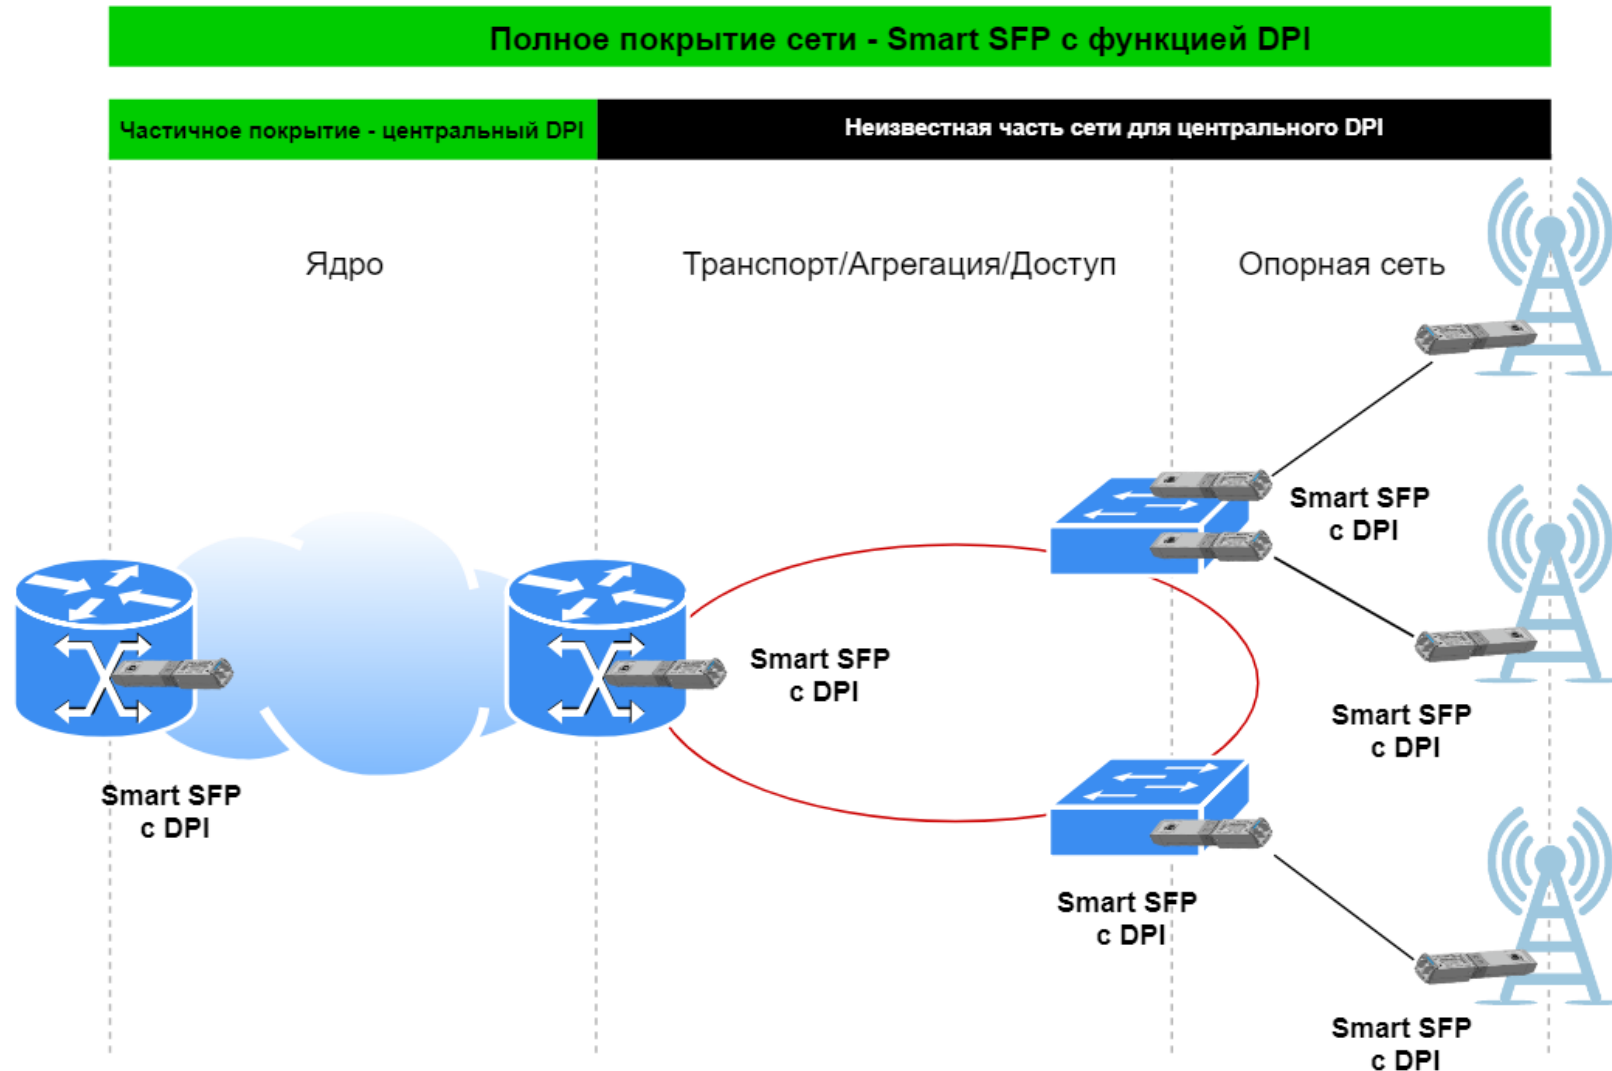 Полное покрытие сети - Smart SFP с функцией DPI
Частичное покрытие - центральный DPI
Неизвестная часть сети для центрального DPI
Ядро
Транспорт/Агрегация/Доступ
Опорная сеть
Smart SFP
с DPI
Smart SFP
с DPI
Smart SFP
с DPI
Smart SFP
с DPI
Smart SFP
с DPI
Smart SFP
с DPI